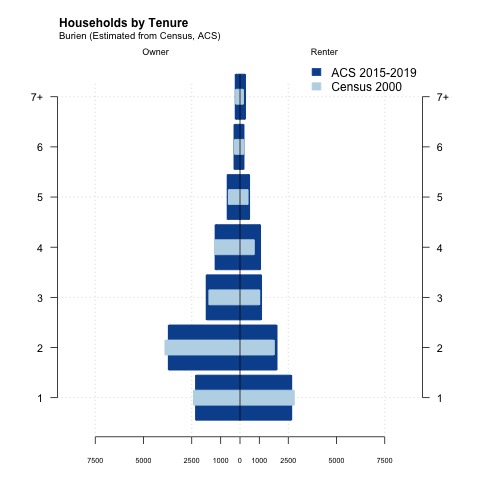 Households by Tenure
Burien (Estimated from Census, ACS)
Owner Renter
ACS 2015-2019
Census 2000
7+ 7+
6 6
5 5
4 4
3 3
2 2
1 1
7500 5000 2500 1000 0 1000 2500 5000 7500